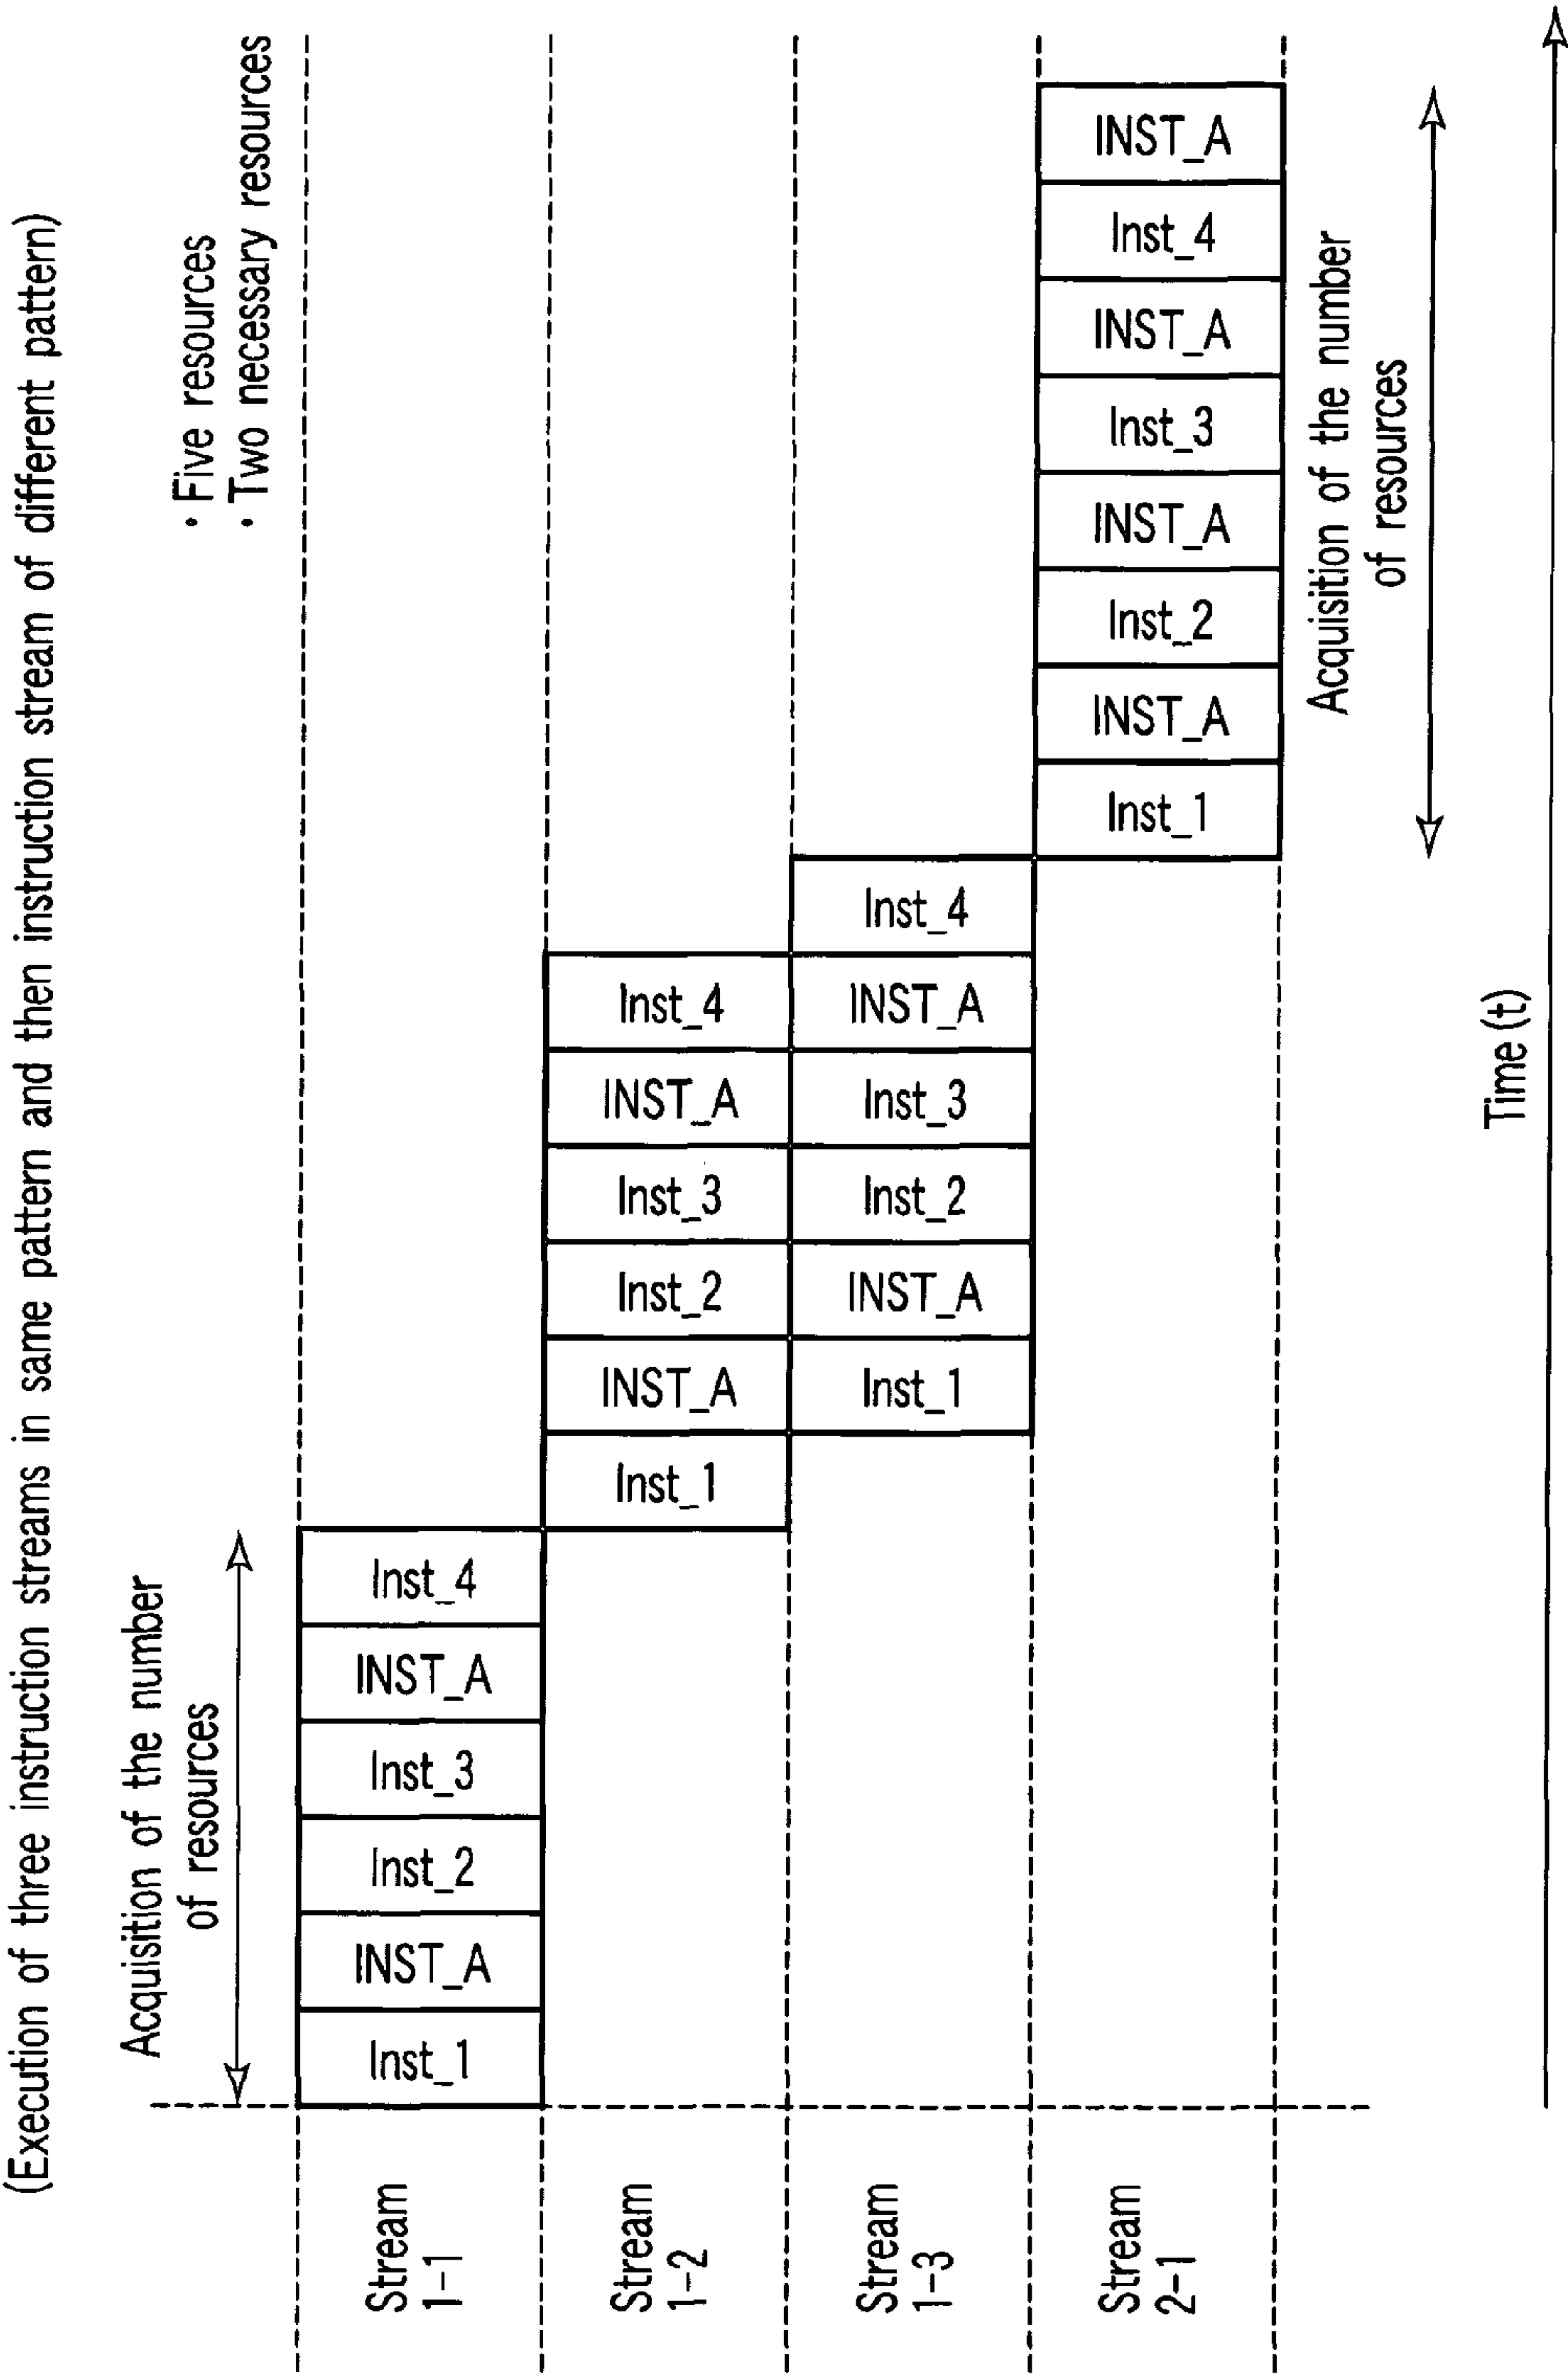 (Execution of three instruction streams in same pattern and then instruction stream of different pattern)
· Five resources
· Two necessary resources
Acquisition of the number
of resources
Stream
1-1
Inst_1
INST_A
Inst_2
Inst_3
INST_A
Inst_4
Stream
1-2
Inst_1
INST_A
Inst_2
Inst_3
INST_A
Inst_4
Stream
1-3
Inst_1
INST_A
Inst_2
Inst_3
INST_A
Inst_4
Stream
2-1
Inst_1
INST_A
Inst_2
INST_A
Inst_3
INST_A
Inst_4
INST_A
Acquisition of the number
of resources
Time (t)